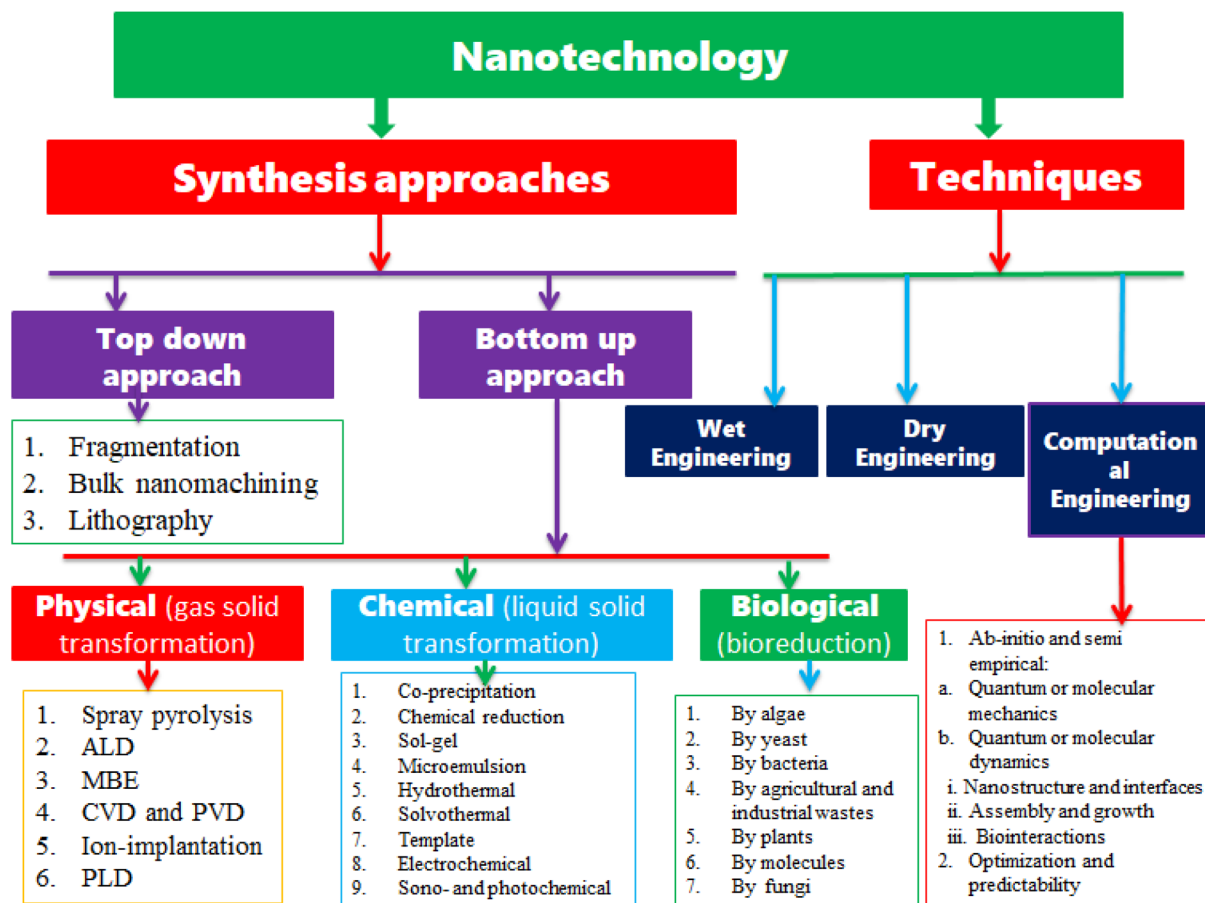 Nanotechnology
Synthesis approaches
Techniques
Top down
approach
Bottom up
approach
Wet
Engineering
Dry
Engineering
Computation
al
Engineering
1. Fragmentation
2. Bulk nanomachining
3. Lithography
Physical (gas solid
transformation)
Chemical (liquid solid
transformation)
Biological
(bioreduction)
1. Spray pyrolysis
2. ALD
3. MBE
4. CVD and PVD
5. Ion-implantation
6. PLD
1. Co-precipitation
2. Chemical reduction
3. Sol-gel
4. Microemulsion
5. Hydrothermal
6. Solvothermal
7. Template
8. Electrochemical
9. Sono- and photochemical
1. By algae
2. By yeast
3. By bacteria
4. By agricultural and
industrial wastes
5. By plants
6. By molecules
7. By fungi
1. Ab-initio and semi
empirical:
a. Quantum or molecular
mechanics
b. Quantum or molecular
dynamics
i. Nanostructure and interfaces
ii. Assembly and growth
iii. Biointeractions
2. Optimization and
predictability